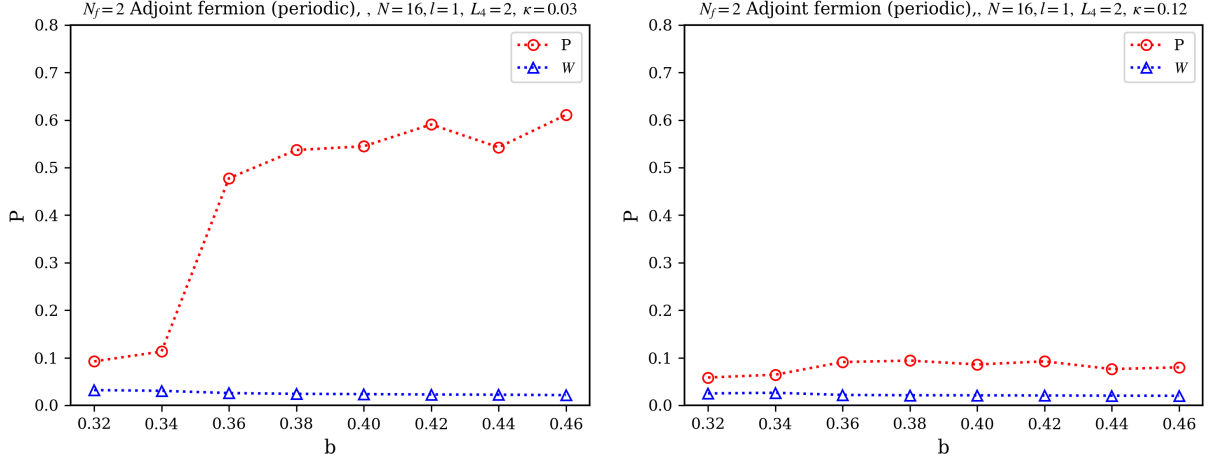 N_f = 2 Adjoint fermion (periodic), , N = 16, l = 1, L_4 = 2, κ = 0.03
P
W
0.8
0.7
0.6
0.5
0.4
0.3
0.2
0.1
0.0
P
0.32 0.34 0.36 0.38 0.40 0.42 0.44 0.46
b
N_f = 2 Adjoint fermion (periodic),, N = 16, l = 1, L_4 = 2, κ = 0.12
P
W
0.8
0.7
0.6
0.5
0.4
0.3
0.2
0.1
0.0
P
0.32 0.34 0.36 0.38 0.40 0.42 0.44 0.46
b